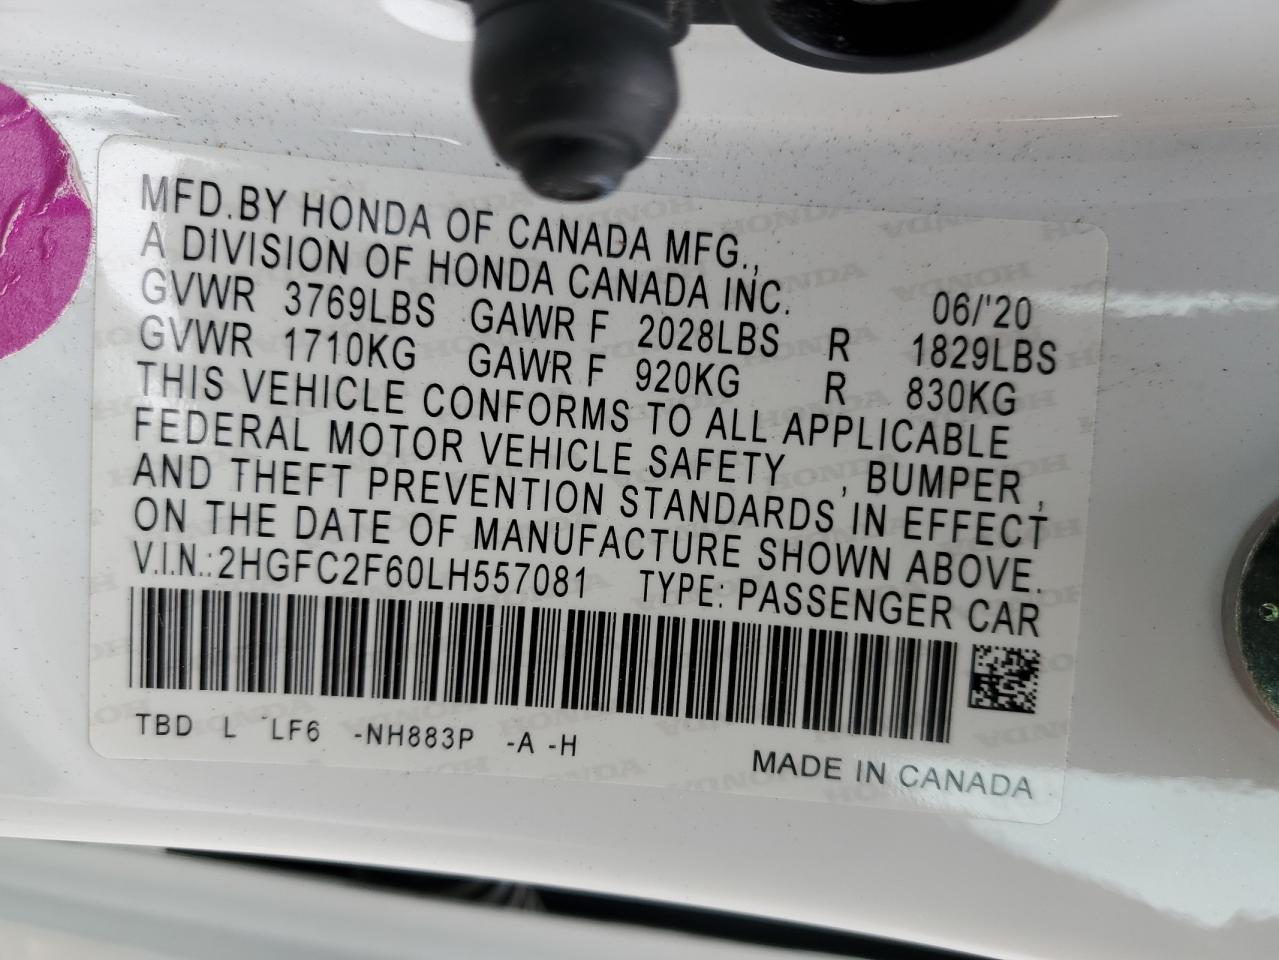 MFD.BY HONDA OF CANADA MFG.,
A DIVISION OF HONDA CANADA INC. 06/'20
GVWR 3769LBS GAWR F 2028LBS R 1829LBS
GVWR 1710KG GAWR F 920KG R 830KG
THIS VEHICLE CONFORMS TO ALL APPLICABLE
FEDERAL MOTOR VEHICLE SAFETY , BUMPER ,
AND THEFT PREVENTION STANDARDS IN EFFECT
ON THE DATE OF MANUFACTURE SHOWN ABOVE.
V.I.N.:2HGFC2F60LH557081 TYPE: PASSENGER CAR
TBD L LF6 -NH883P -A -H
MADE IN CANADA